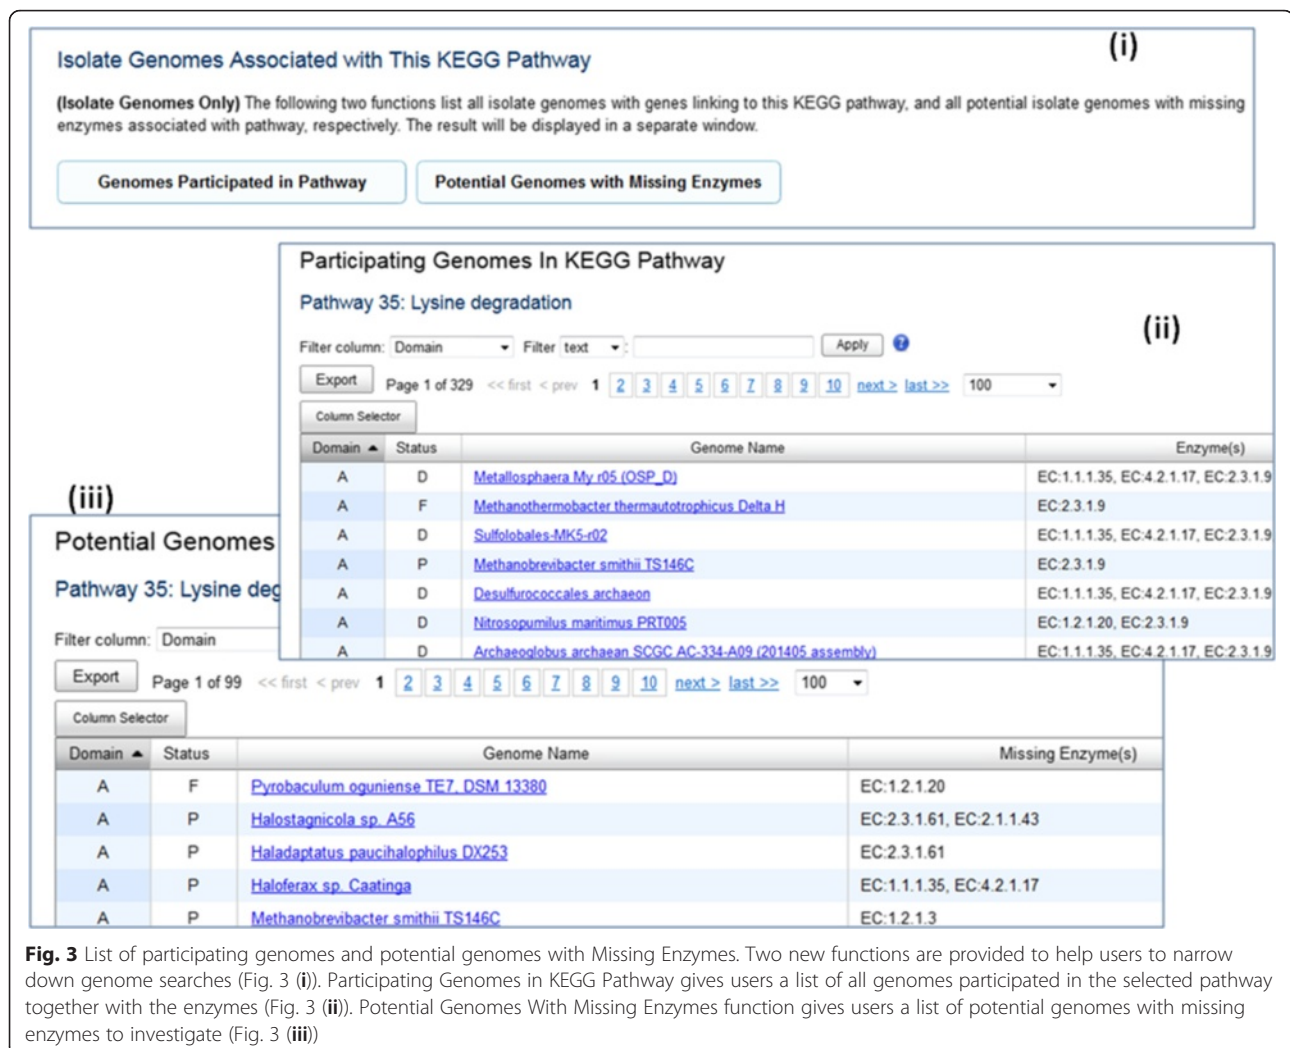 (i)
Isolate Genomes Associated with This KEGG Pathway
(Isolate Genomes Only) The following two functions list all isolate genomes with genes linking to this KEGG pathway, and all potential isolate genomes with missing
enzymes associated with pathway, respectively. The result will be displayed in a separate window.
Genomes Participated in Pathway Potential Genomes with Missing Enzymes
Participating Genomes In KEGG Pathway
Pathway 35: Lysine degradation
(ii)
Filter column: Domain Filter text : Apply ?
Export Page 1 of 329 << first < prev 1 2 3 4 5 6 7 8 9 10 next > last >> 100
Column Selector
Domain Status Genome Name Enzyme(s)
A D Metallosphaera My r05 (OSP_D) EC:1.1.1.35, EC:4.2.1.17, EC:2.3.1.9
A F Methanothermobacter thermautotrophicus Delta H EC:2.3.1.9
A D Sulfolobales-MK5-r02 EC:1.1.1.35, EC:4.2.1.17, EC:2.3.1.9
A P Methanobrevibacter smithii TS146C EC:2.3.1.9
A D Desulfurococcales archaeon EC:1.1.1.35, EC:4.2.1.17, EC:2.3.1.9
A D Nitrosopumilus maritimus PRT005 EC:1.2.1.20, EC:2.3.1.9
A D Archaeoglobus archaean SCGC AC-334-A09 (201405 assembly) EC:1.1.1.35, EC:4.2.1.17, EC:2.3.1.9
(iii)
Potential Genomes
Pathway 35: Lysine deg
Filter column: Domain
Export Page 1 of 99 << first < prev 1 2 3 4 5 6 7 8 9 10 next > last >> 100
Column Selector
Domain Status Genome Name Missing Enzyme(s)
A F Pyrobaculum oguniense TE7, DSM 13380 EC:1.2.1.20
A P Halostagnicola sp. A56 EC:2.3.1.61, EC:2.1.1.43
A P Haladaptatus paucihalophilus DX253 EC:2.3.1.61
A P Haloferax sp. Caatinga EC:1.1.1.35, EC:4.2.1.17
A P Methanobrevibacter smithii TS146C EC:1.2.1.3
Fig. 3 List of participating genomes and potential genomes with Missing Enzymes. Two new functions are provided to help users to narrow
down genome searches (Fig. 3 (i)). Participating Genomes in KEGG Pathway gives users a list of all genomes participated in the selected pathway
together with the enzymes (Fig. 3 (ii)). Potential Genomes With Missing Enzymes function gives users a list of potential genomes with missing
enzymes to investigate (Fig. 3 (iii))